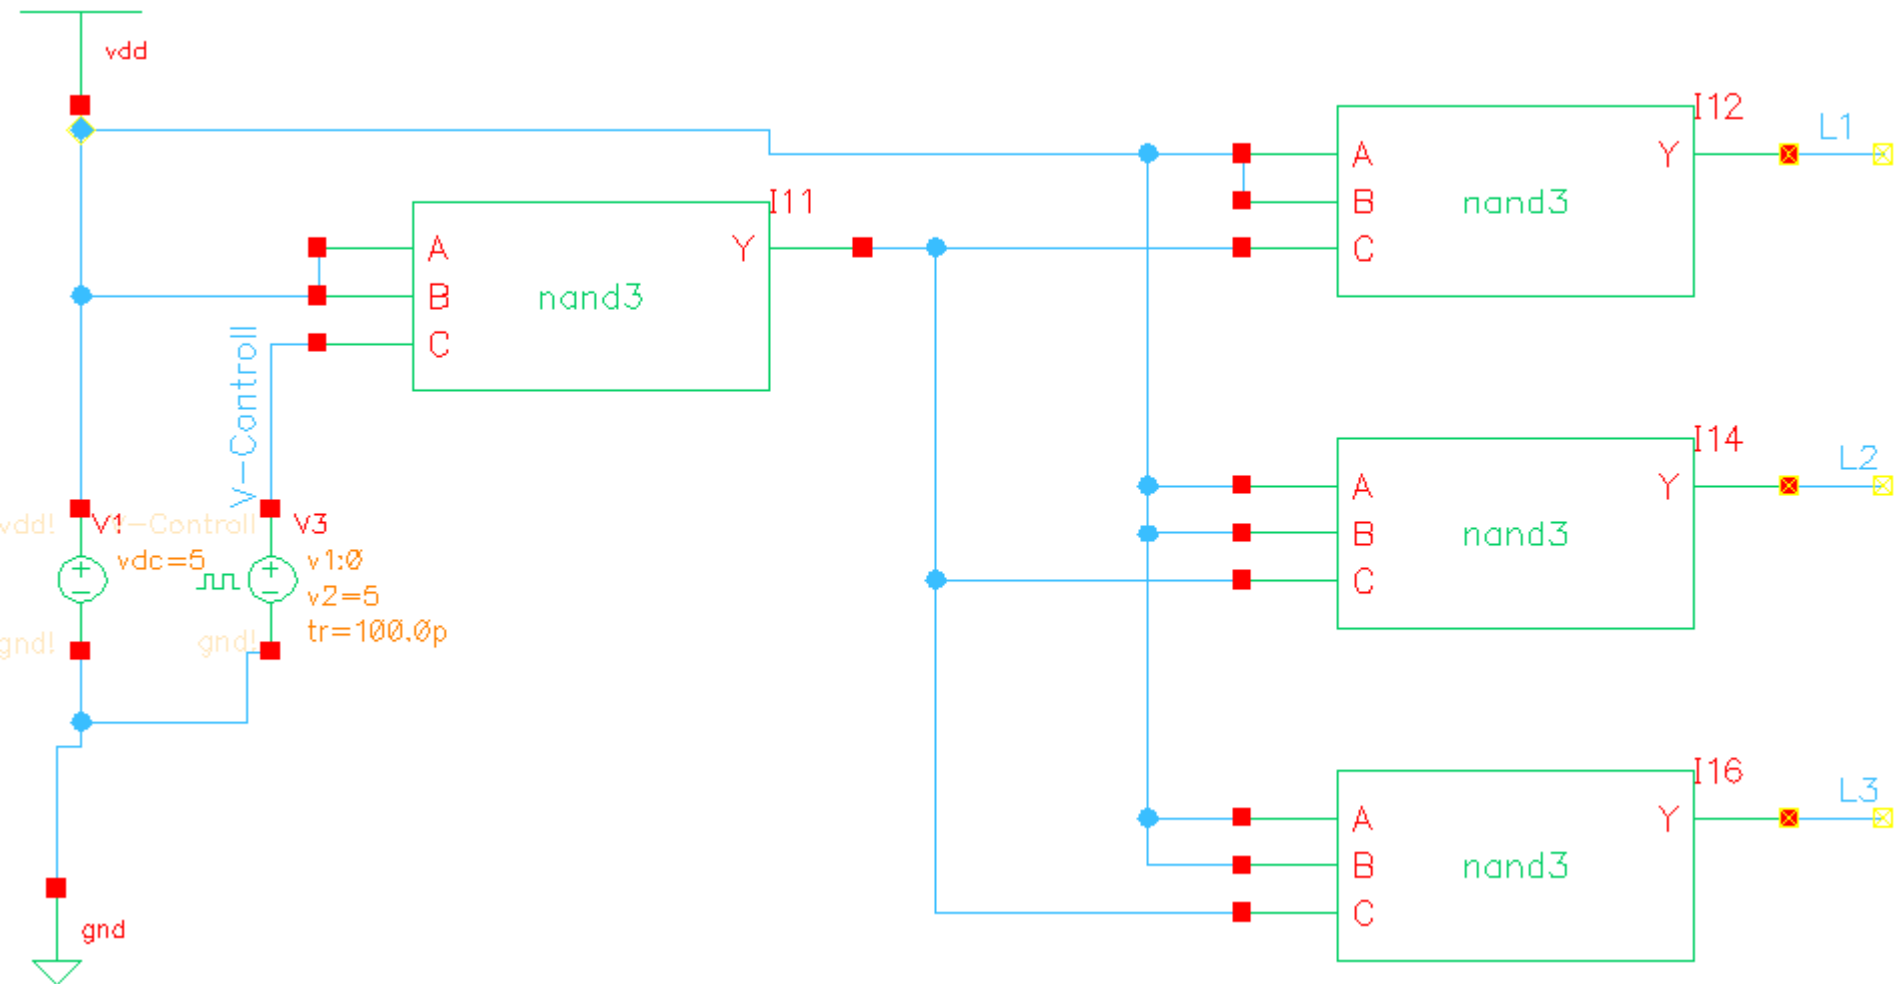 vdd
I12
L1
A
Y
B
nand3
C
I11
A
Y
B
nand3
C
V-Controll
I14
L2
A
Y
B
nand3
C
vdd!
V1
V-Controll
V3
vdc=5
v1:0
v2=5
tr=100.0p
gnd!
gnd!
I16
L3
A
Y
B
nand3
C
gnd